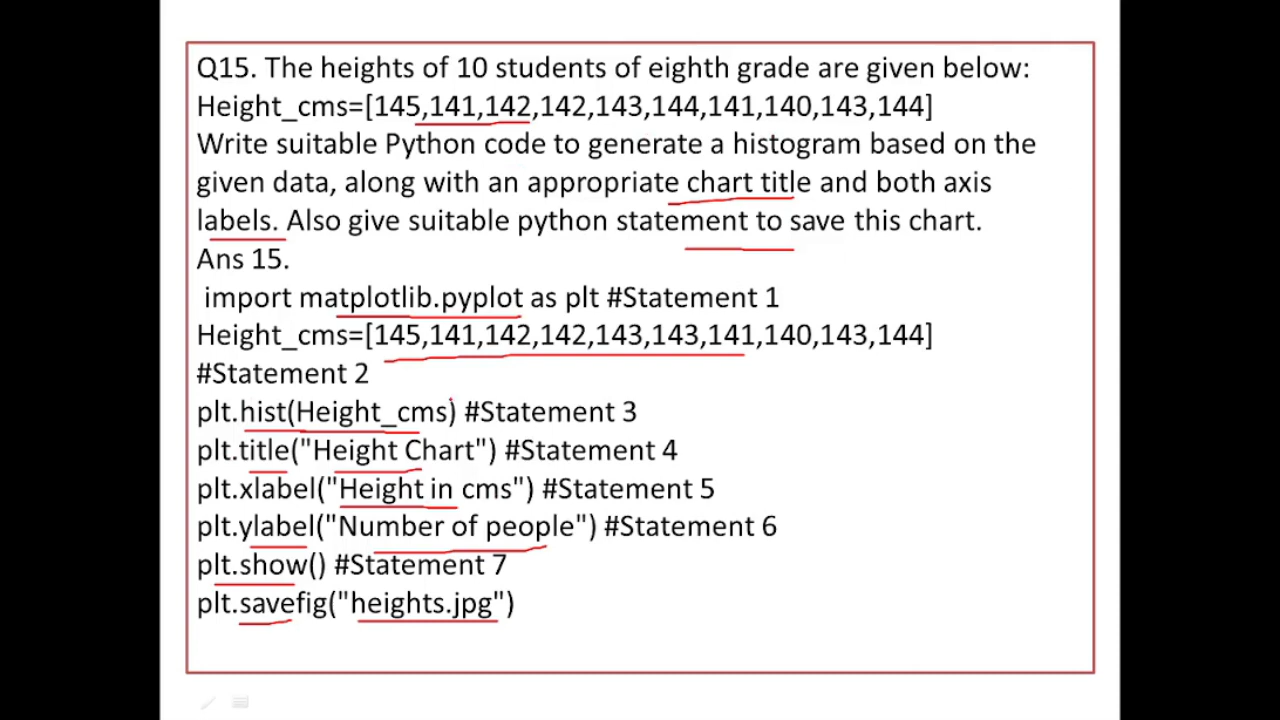 Q15. The heights of 10 students of eighth grade are given below:
Height_cms=[145,141,142,142,143,144,141,140,143,144]
Write suitable Python code to generate a histogram based on the
given data, along with an appropriate chart title and both axis
labels. Also give suitable python statement to save this chart.
Ans 15.
import matplotlib.pyplot as plt #Statement 1
Height_cms=[145,141,142,142,143,143,141,140,143,144]
#Statement 2
plt.hist(Height_cms) #Statement 3
plt.title("Height Chart") #Statement 4
plt.xlabel("Height in cms") #Statement 5
plt.ylabel("Number of people") #Statement 6
plt.show() #Statement 7
plt.savefig("heights.jpg")